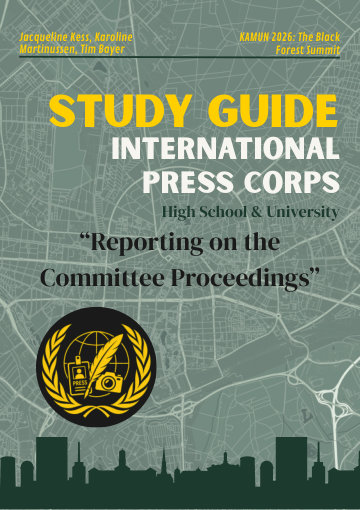 Jacqueline Kess, Karoline
Martinussen, Tim Bayer
KAMUN 2026: The Black
Forest Summit
STUDY GUIDE
INTERNATIONAL
PRESS CORPS
High School & University
“Reporting on the
Committee Proceedings”
PRESS